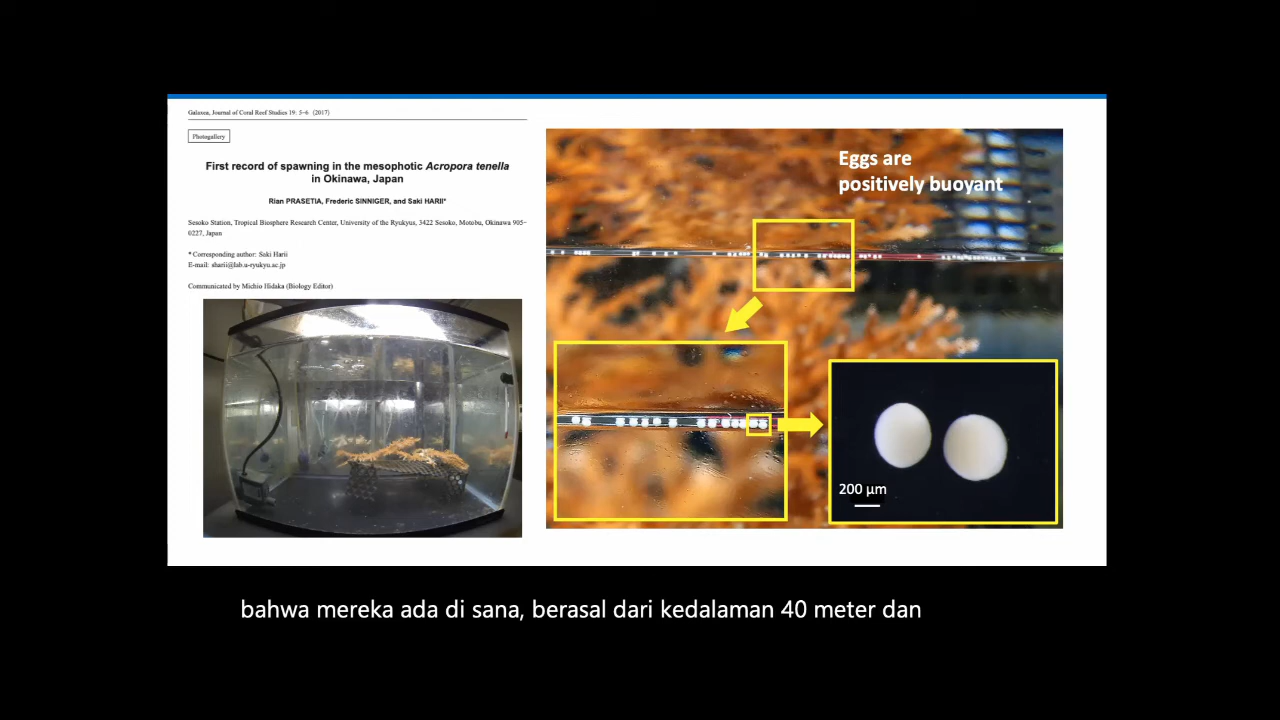 Galaxea, Journal of Coral Reef Studies 19: 5–6 (2017)
Photogallery
First record of spawning in the mesophotic Acropora tenella
in Okinawa, Japan
Rian PRASETIA, Frederic SINNIGER, and Saki HARII*
Sesoko Station, Tropical Biosphere Research Center, University of the Ryukyus, 3422 Sesoko, Motobu, Okinawa 905–
0227, Japan
* Corresponding author: Saki Harii
E-mail: sharii@lab.u-ryukyu.ac.jp
Communicated by Michio Hidaka (Biology Editor)
Eggs are
positively buoyant
200 µm
bahwa mereka ada di sana, berasal dari kedalaman 40 meter dan